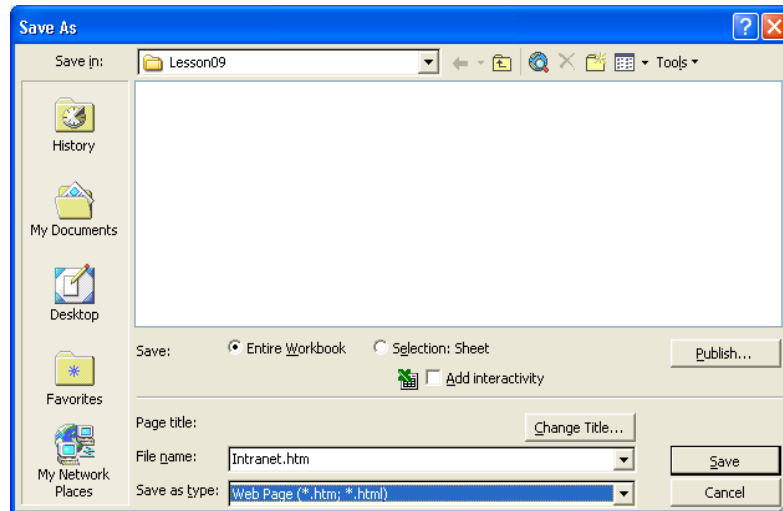 Save As
Save in: Lesson09 Tools
History
My Documents
Desktop
Favorites
My Network
Places
Save: Entire Workbook Selection: Sheet Publish...
Add interactivity
Page title: Change Title...
File name: Intranet.htm Save
Save as type: Web Page (*.htm; *.html) Cancel